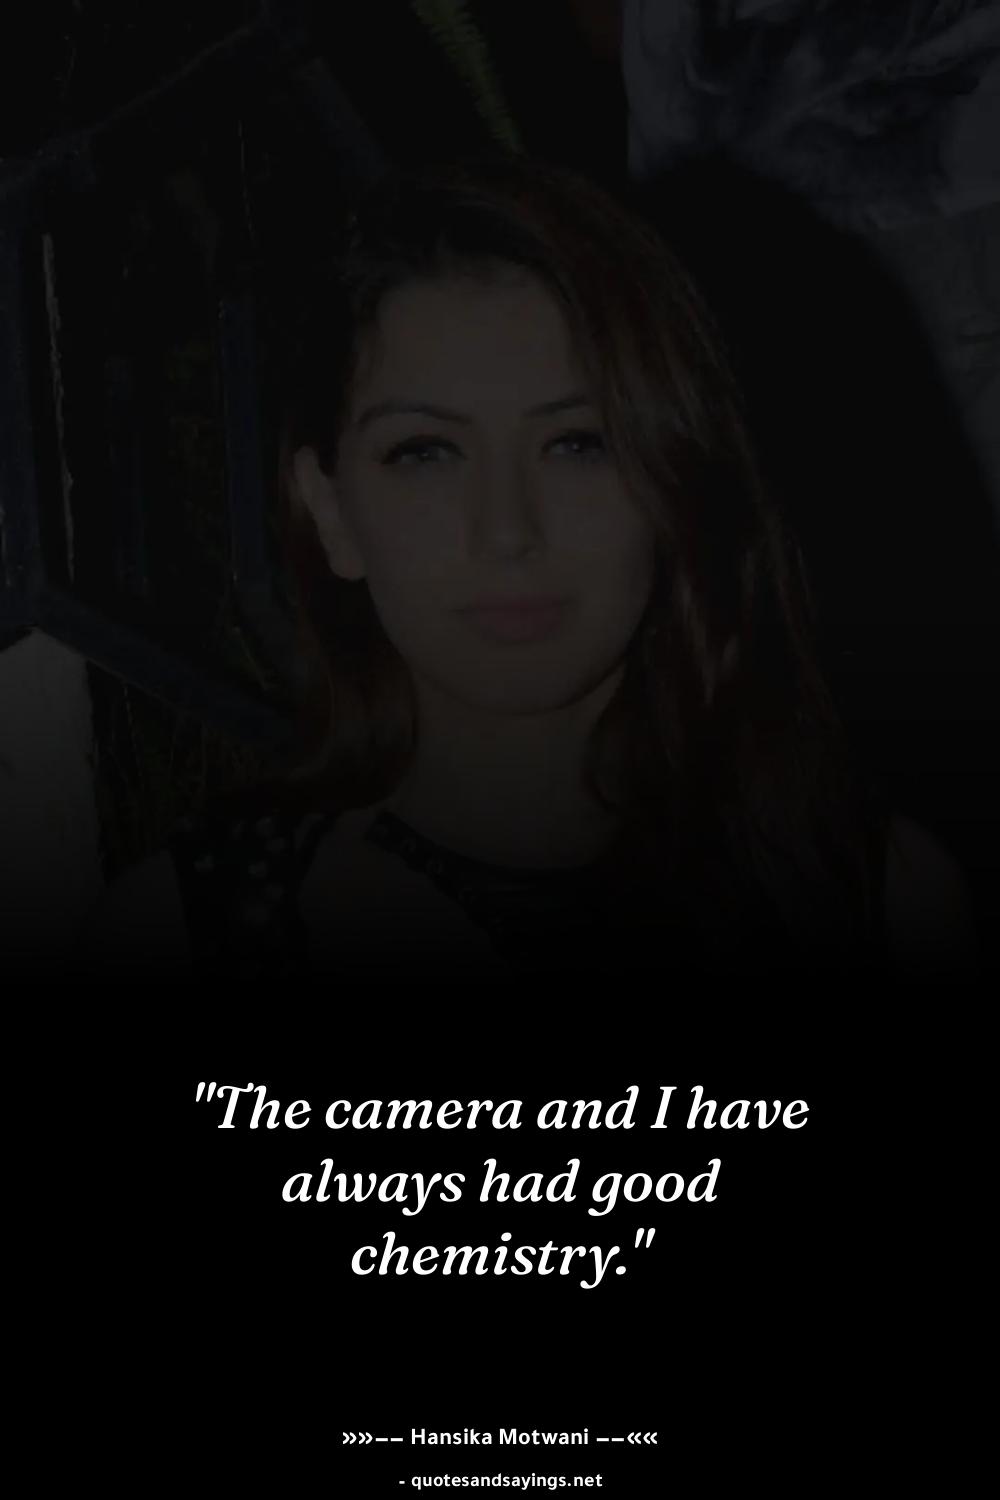 "The camera and I have
always had good
chemistry."
»»–– Hansika Motwani ––««
- quotesandsayings.net